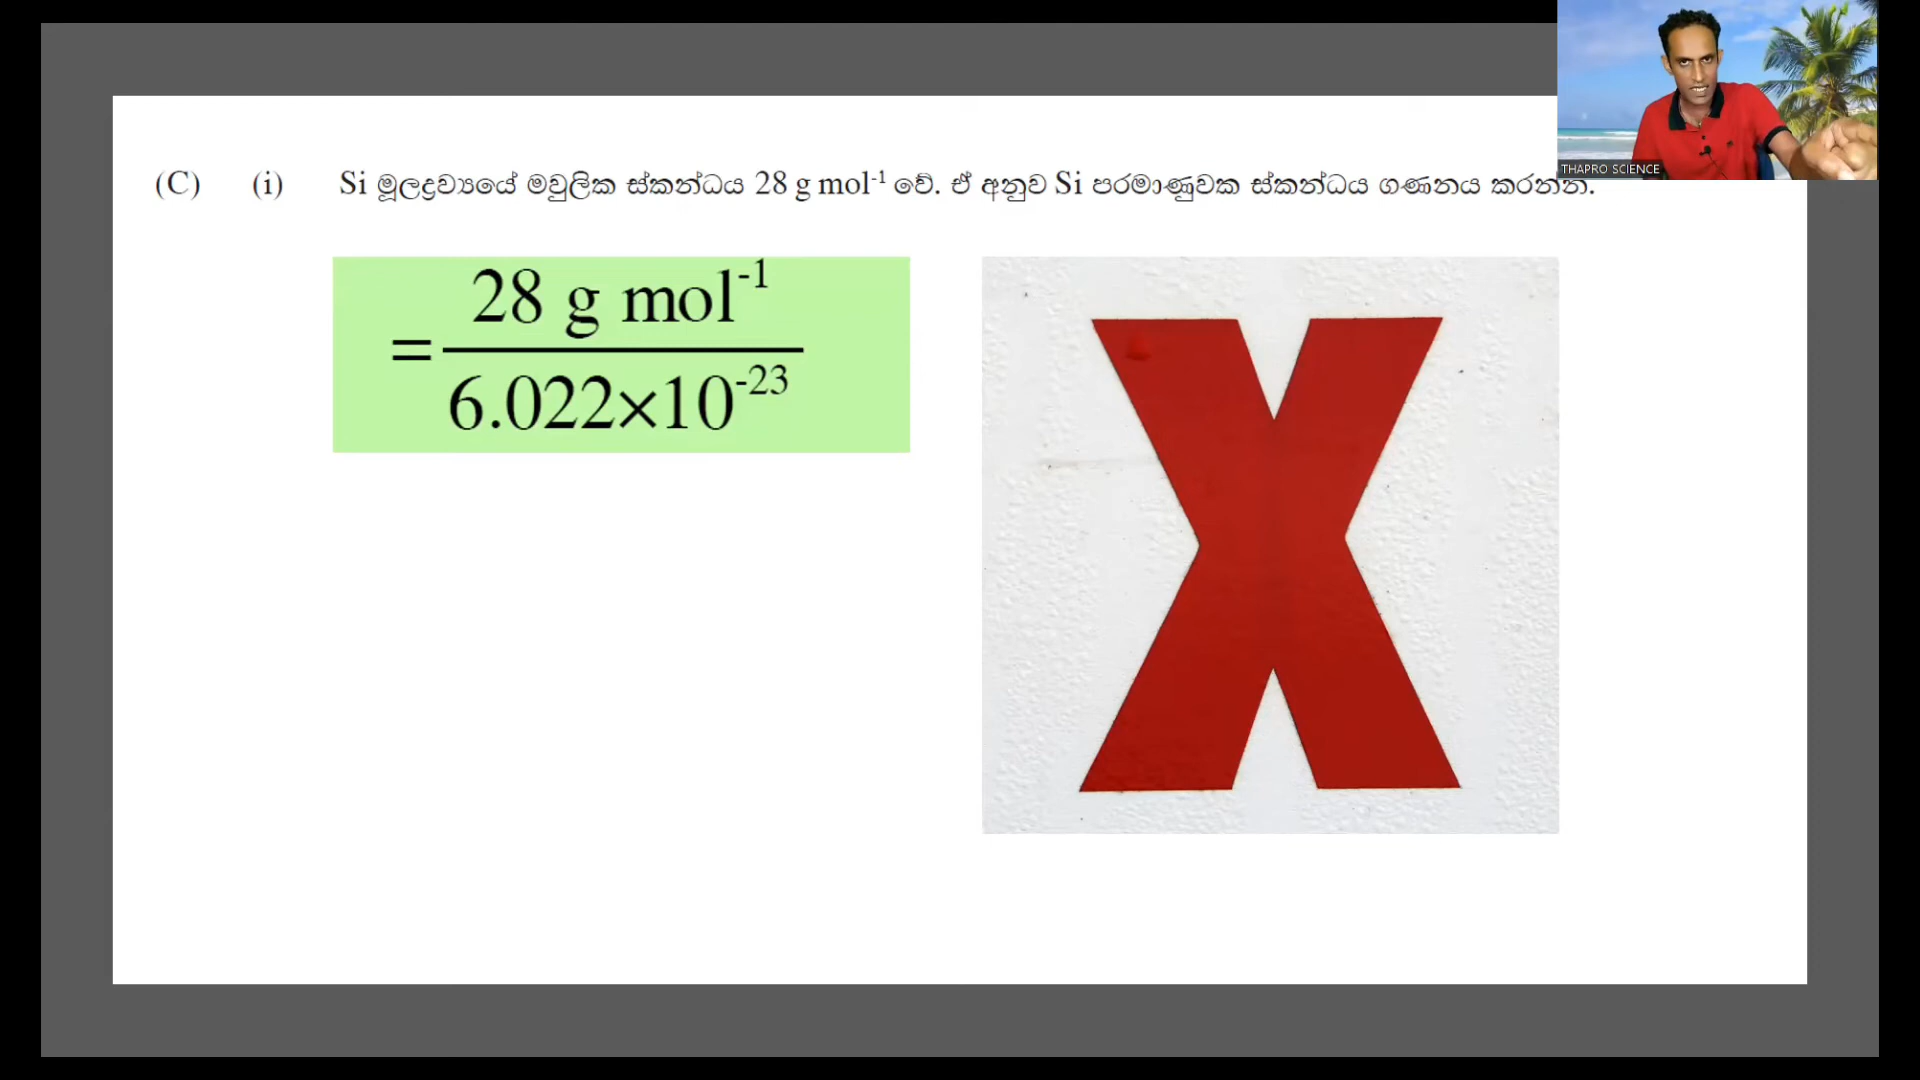 THAPRO SCIENCE
(C) (i) Si මූලද්‍රව්‍යයේ මවුලික ස්කන්ධය 28 g mol⁻¹ වේ. ඒ අනුව Si පරමාණුවක ස්කන්ධය ගණනය කරන්න.
28 g mol⁻¹
=
6.022×10⁻²³
X